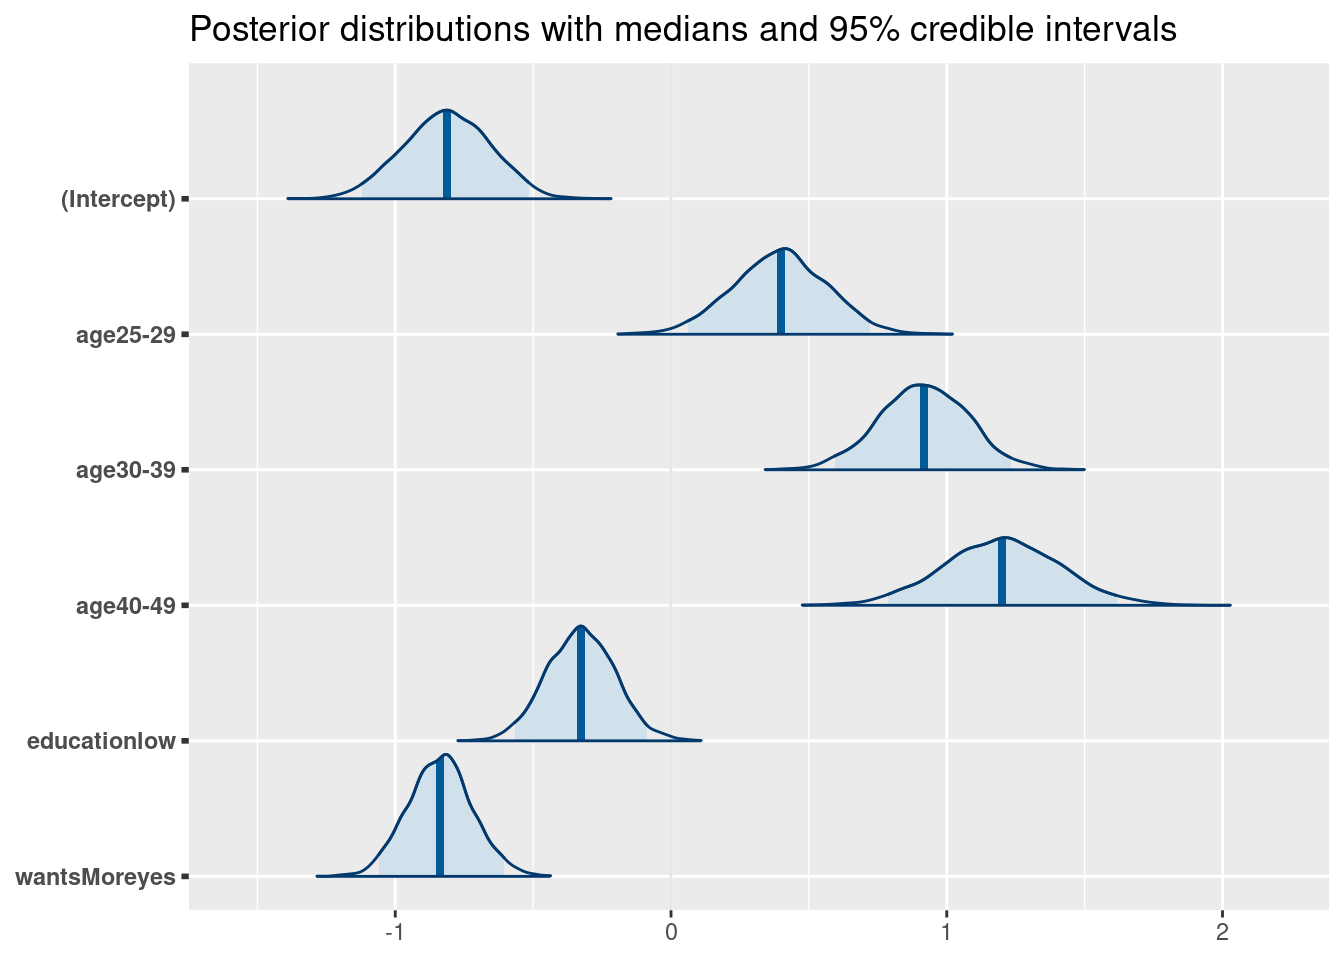 Posterior distributions with medians and 95% credible intervals
(Intercept)
age25-29
age30-39
age40-49
educationlow
wantsMoreyes
-1 0 1 2